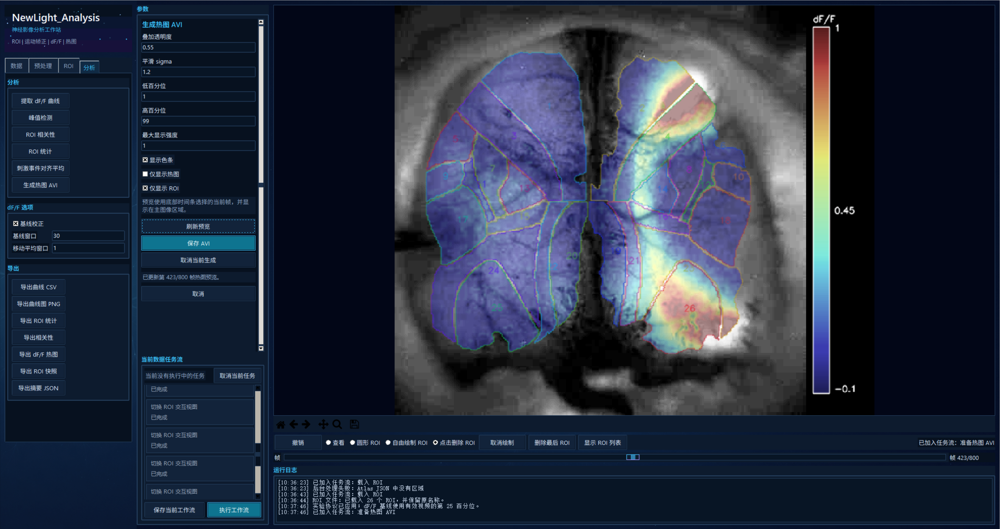 NewLight_Analysis
神经影像分析工作站
ROI | 运动矫正 | dF/F | 热图
数据
预处理
ROI
分析
分析
提取 dF/F 曲线
峰值检测
ROI 相关性
ROI 统计
刺激事件对齐平均
生成热图 AVI
dF/F 选项
基线校正
基线窗口 30
移动平均窗口 1
导出
导出曲线 CSV
导出曲线图 PNG
导出 ROI 统计
导出相关性
导出 dF/F 热图
导出 ROI 快照
导出摘要 JSON
参数
生成热图 AVI
叠加透明度
0.55
平滑 sigma
1.2
低百分位
1
高百分位
99
最大显示强度
1
显示色条
仅显示热图
仅显示 ROI
预览使用底部时间条选择的当前帧，并显
示在主图像区域。
刷新预览
保存 AVI
取消当前生成
已更新第 423/800 帧热图预览。
取消
当前数据任务流
当前没有执行中的任务
取消当前任务
已完成
切换 ROI 交互视图
已完成
切换 ROI 交互视图
已完成
切换 ROI 交互视图
已完成
切换 ROI 交互视图
保存当前工作流
执行工作流
dF/F
1
0.45
-0.1
2
3
4
5
7
8
9
10
13
14
15
16
17
18
19
20
21
24
25
26
撤销
查看
圆形 ROI
自由绘制 ROI
点击删除 ROI
取消绘制
删除最后 ROI
显示 ROI 列表
已加入任务流：准备热图 AVI
帧
帧 423/800
运行日志
[10:36:23] 已加入任务流：载入 ROI
[10:36:23] 后台处理失败：Atlas JSON 中没有区域
[10:36:43] 已加入任务流：载入 ROI
[10:36:44] ROI 文件：已载入 26 个 ROI，并保留原名称。
[10:37:46] 实验协议已应用；dF/F 基线使用有效视频的第 25 百分位。
[10:37:46] 已加入任务流：准备热图 AVI